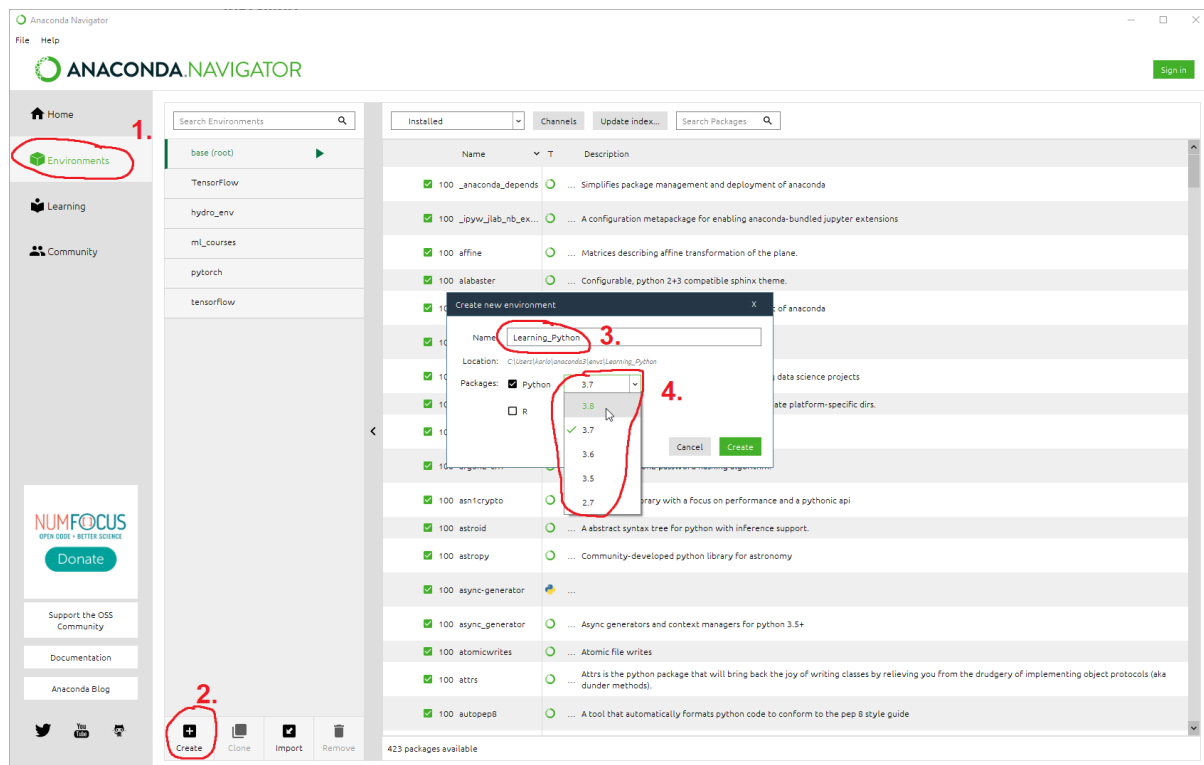 Anaconda Navigator
File Help
ANACONDA.NAVIGATOR
Sign in
Home
1.
Environments
Learning
Community
NUMFOCUS
OPEN CODE = BETTER SCIENCE
Donate
Support the OSS
Community
Documentation
Anaconda Blog
You
Tube
Search Environments
base (root)
TensorFlow
hydro_env
ml_courses
pytorch
tensorflow
2.
Create Clone Import Remove
Installed Channels Update index... Search Packages
Name T Description
100 _anaconda_depends ... Simplifies package management and deployment of anaconda
100 _ipyw_jlab_nb_ex... ... A configuration metapackage for enabling anaconda-bundled jupyter extensions
100 affine ... Matrices describing affine transformation of the plane.
100 alabaster ... Configurable, python 2+3 compatible sphinx theme.
of anaconda
data science projects
platform-specific dirs.
Create new environment X
Name Learning_Python 3.
Location: C:\Users\karla\anaconda3\envs\Learning_Python
Packages: Python 3.7 4.
R 3.8
3.7
3.6
3.5
2.7
Cancel Create
password hashing algorithm.
100 asn1crypto with a focus on performance and a pythonic api
100 astroid ... A abstract syntax tree for python with inference support.
100 astropy ... Community-developed python library for astronomy
100 async-generator ...
100 async_generator ... Async generators and context managers for python 3.5+
100 atomicwrites ... Atomic file writes
100 attrs ... Attrs is the python package that will bring back the joy of writing classes by relieving you from the drudgery of implementing object protocols (aka
dunder methods).
100 autopep8 ... A tool that automatically formats python code to conform to the pep 8 style guide
423 packages available